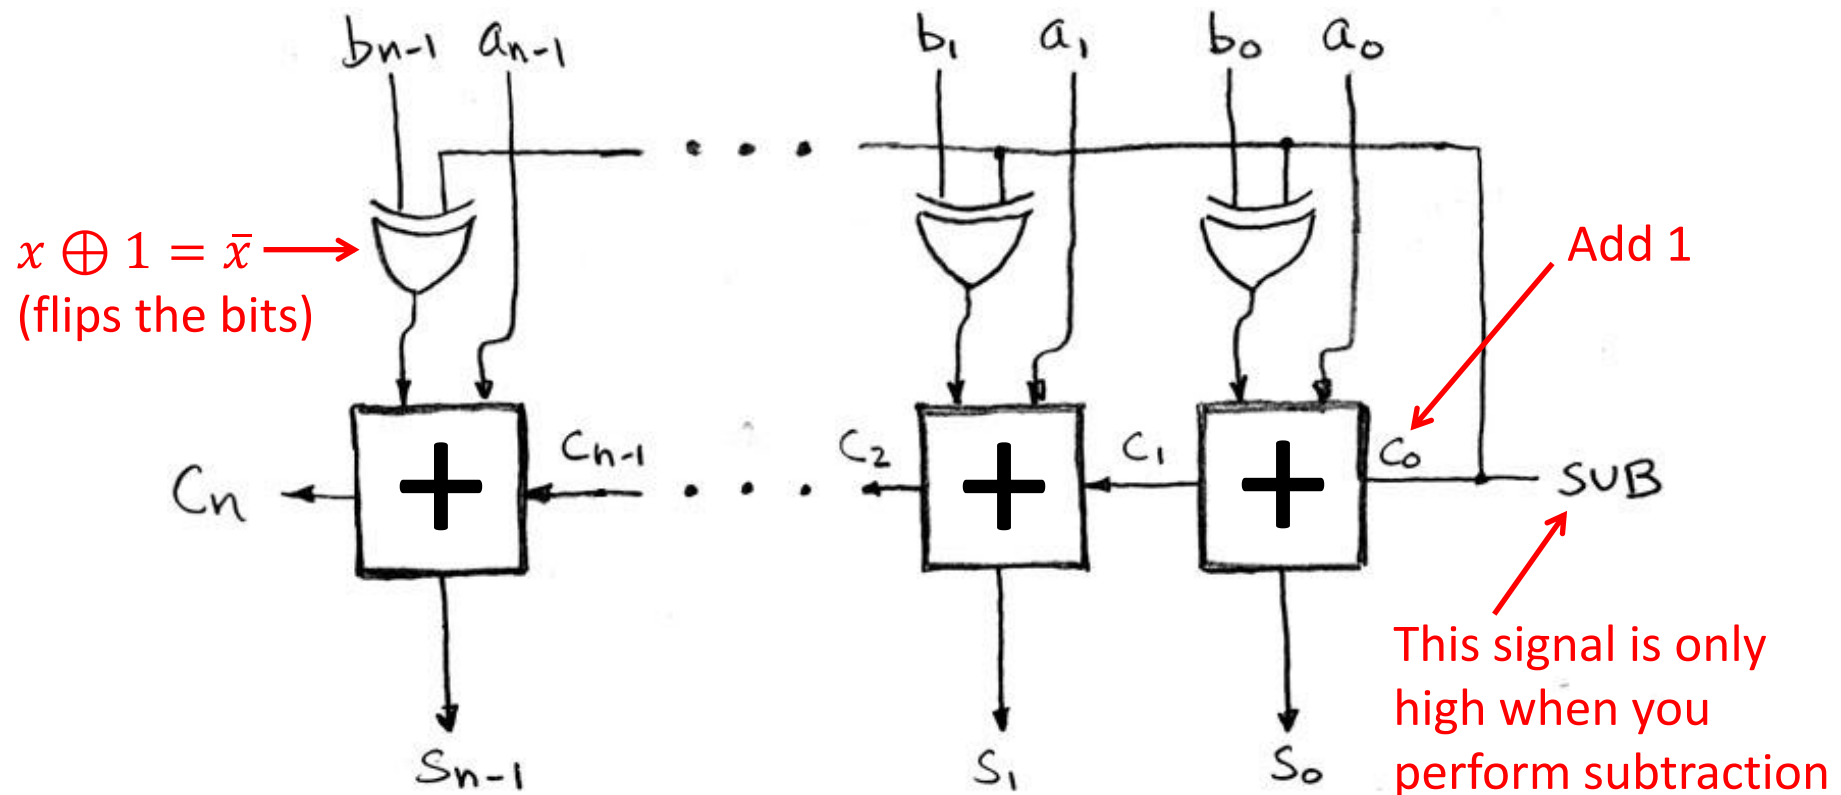 bn-1 an-1 b1 a1 b0 a0
x ⊕ 1 = x̄
(flips the bits)
Add 1
Cn Cn-1 C2 C1 C0 SUB
+ + +
This signal is only
high when you
perform subtraction
Sn-1 S1 S0